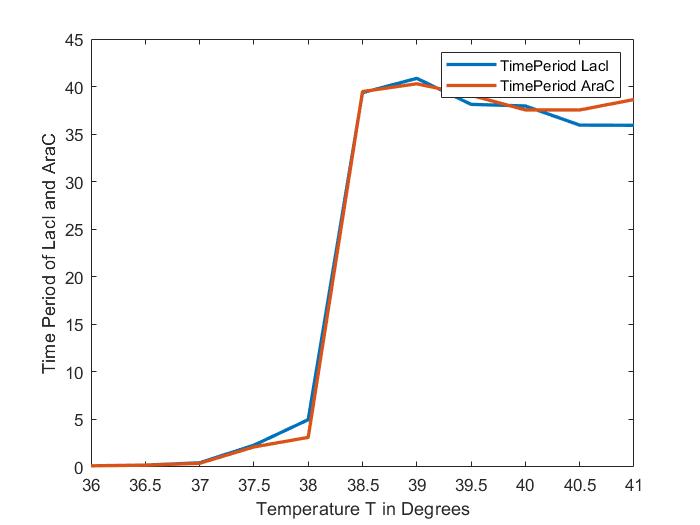 45
40
35
30
25
20
15
10
5
0
Time Period of LacI and AraC
TimePeriod LacI
TimePeriod AraC
36 36.5 37 37.5 38 38.5 39 39.5 40 40.5 41
Temperature T in Degrees